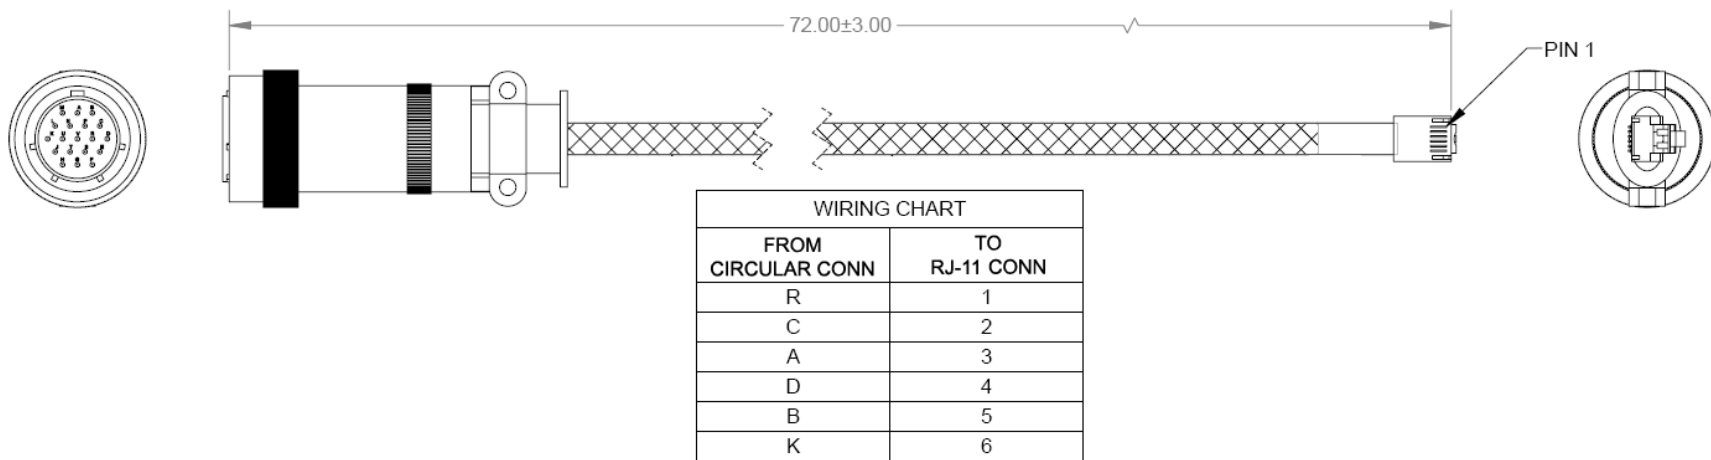 72.00±3.00
PIN 1
WIRING CHART
FROM
CIRCULAR CONN
TO
RJ-11 CONN
R 1
C 2
A 3
D 4
B 5
K 6